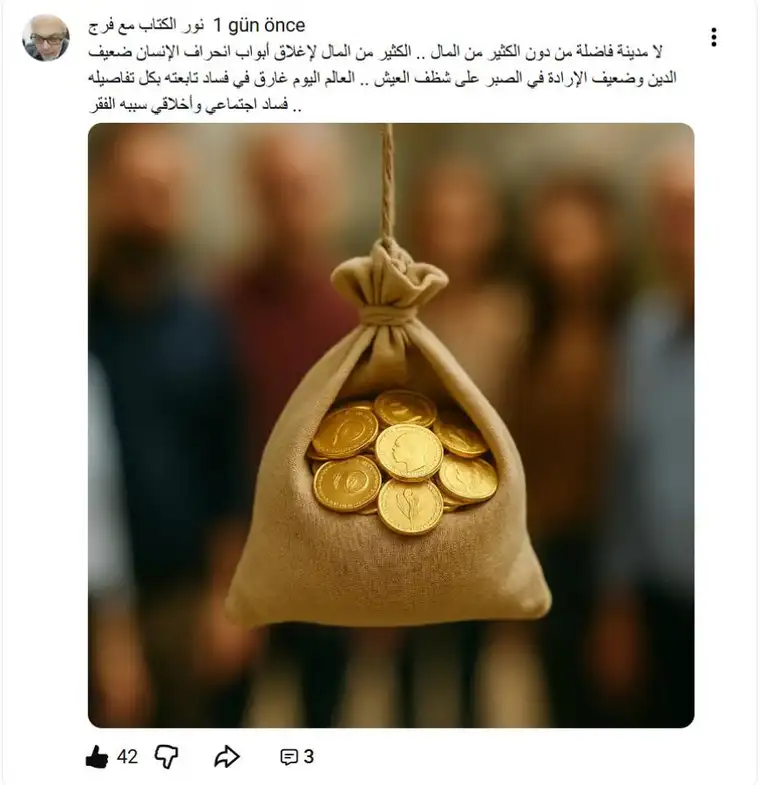 نور الكتاب مع فرج 1 gün önce
لا مدينة فاضلة من دون الكثير من المال .. الكثير من المال لإغلاق أبواب انحراف الإنسان ضعيف
الدين وضعيف الإرادة في الصبر على شظف العيش .. العالم اليوم غارق في فساد تابعته بكل تفاصيله
.. فساد اجتماعي وأخلاقي سببه الفقر
42 3